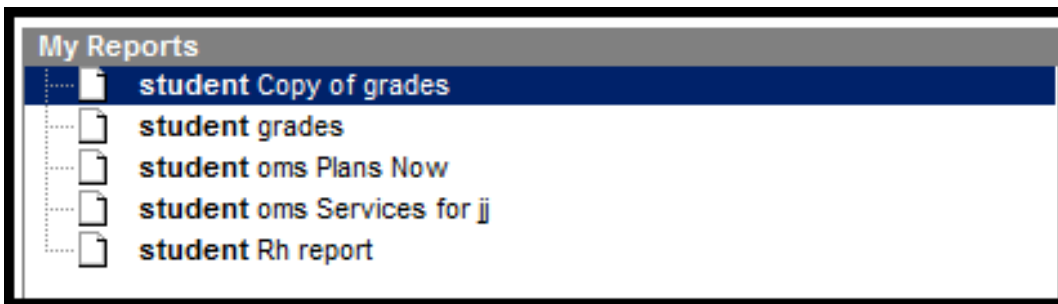 My Reports
student Copy of grades
student grades
student oms Plans Now
student oms Services for jj
student Rh report